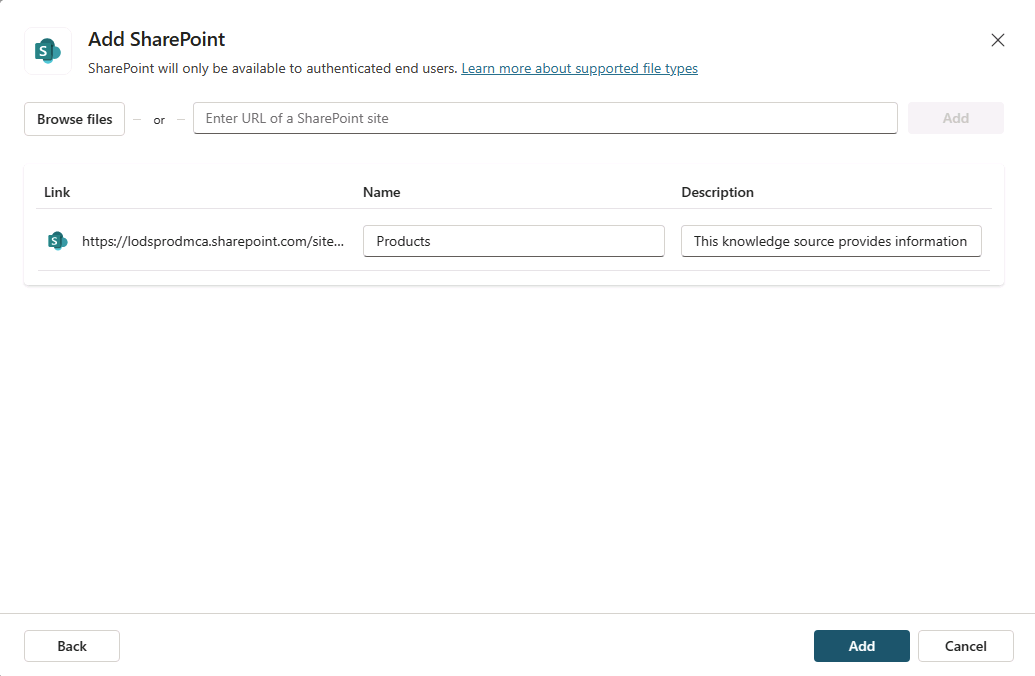 Add SharePoint
SharePoint will only be available to authenticated end users. Learn more about supported file types
Browse files or Enter URL of a SharePoint site Add
Link Name Description
https://lodsprodmca.sharepoint.com/site... Products This knowledge source provides information
Back Add Cancel